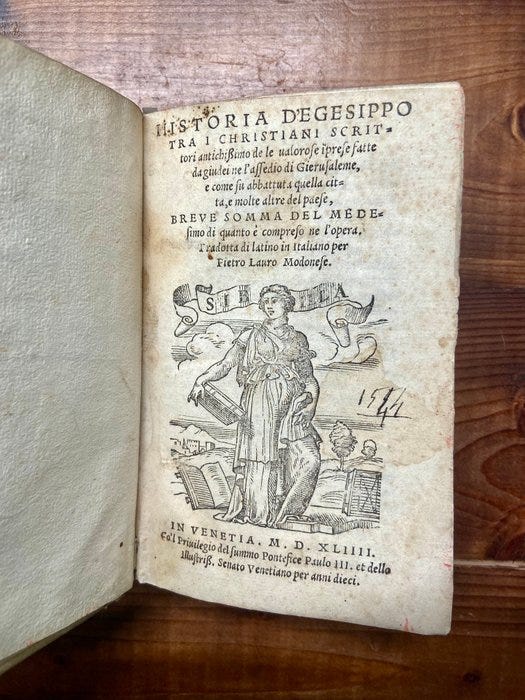 HISTORIA D'EGESIPPO
TRA I CHRISTIANI SCRIT-
tori antichißimo de le ualorose īprese fatte
da giudei ne l'assedio di Gierusaleme,
e come fu abbattuta quella cit-
ta, e molte altre del paese,
BREVE SOMMA DEL MEDE-
simo di quanto è compreso ne l'opera.
Tradotta di latino in Italiano per
Pietro Lauro Modonese.
SIBILLA
1544
IN VENETIA. M. D. XLIIII.
Co'l Priuilegio del summo Pontefice Paulo III. et dello
Illustriß. Senato Venetiano per anni dieci.